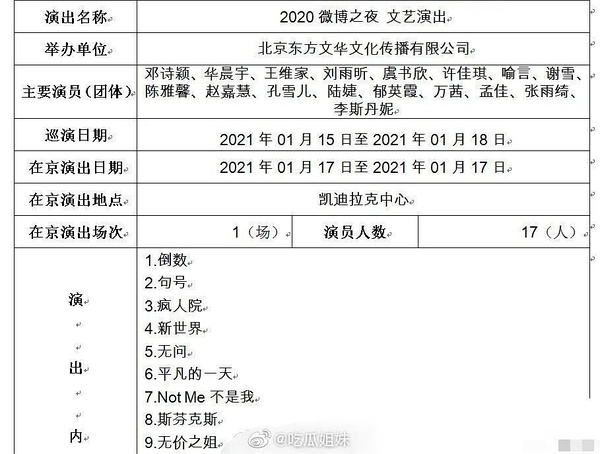 演出名称 2020 微博之夜 文艺演出
举办单位 北京东方文华文化传播有限公司
主要演员（团体） 邓诗颖、华晨宇、王维家、刘雨昕、虞书欣、许佳琪、喻言、谢雪、
陈雅馨、赵嘉慧、孔雪儿、陆婕、郁英霞、万茜、孟佳、张雨绮、
李斯丹妮
巡演日期 2021 年 01 月 15 日至 2021 年 01 月 18 日
在京演出日期 2021 年 01 月 17 日至 2021 年 01 月 17 日
在京演出地点 凯迪拉克中心
在京演出场次 1（场） 演员人数 17（人）
演出内
1.倒数
2.句号
3.疯人院
4.新世界
5.无问
6.平凡的一天
7.Not Me 不是我
8.斯芬克斯
9.无价之姐
@吃瓜姐妹